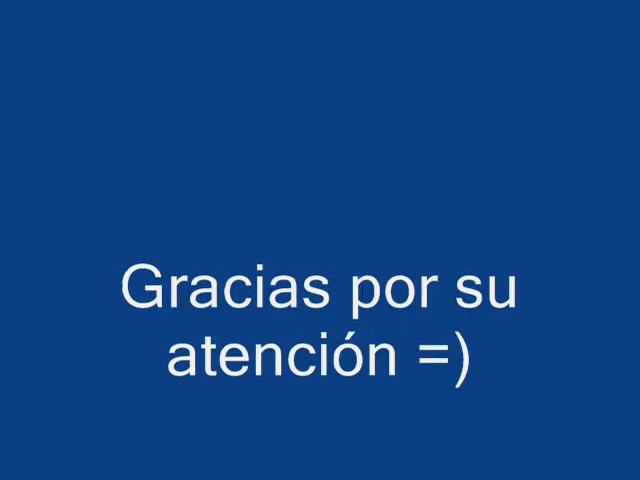 Gracias por su
atención =)